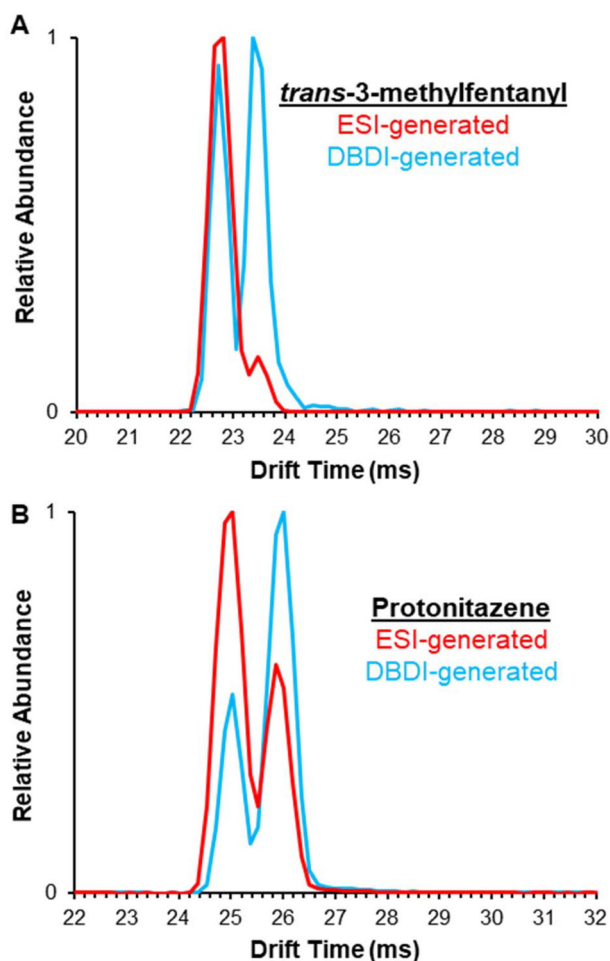 A
1
Relative Abundance
0
trans-3-methylfentanyl
ESI-generated
DBDI-generated
20 21 22 23 24 25 26 27 28 29 30
Drift Time (ms)
B
1
Relative Abundance
0
Protonitazene
ESI-generated
DBDI-generated
22 23 24 25 26 27 28 29 30 31 32
Drift Time (ms)